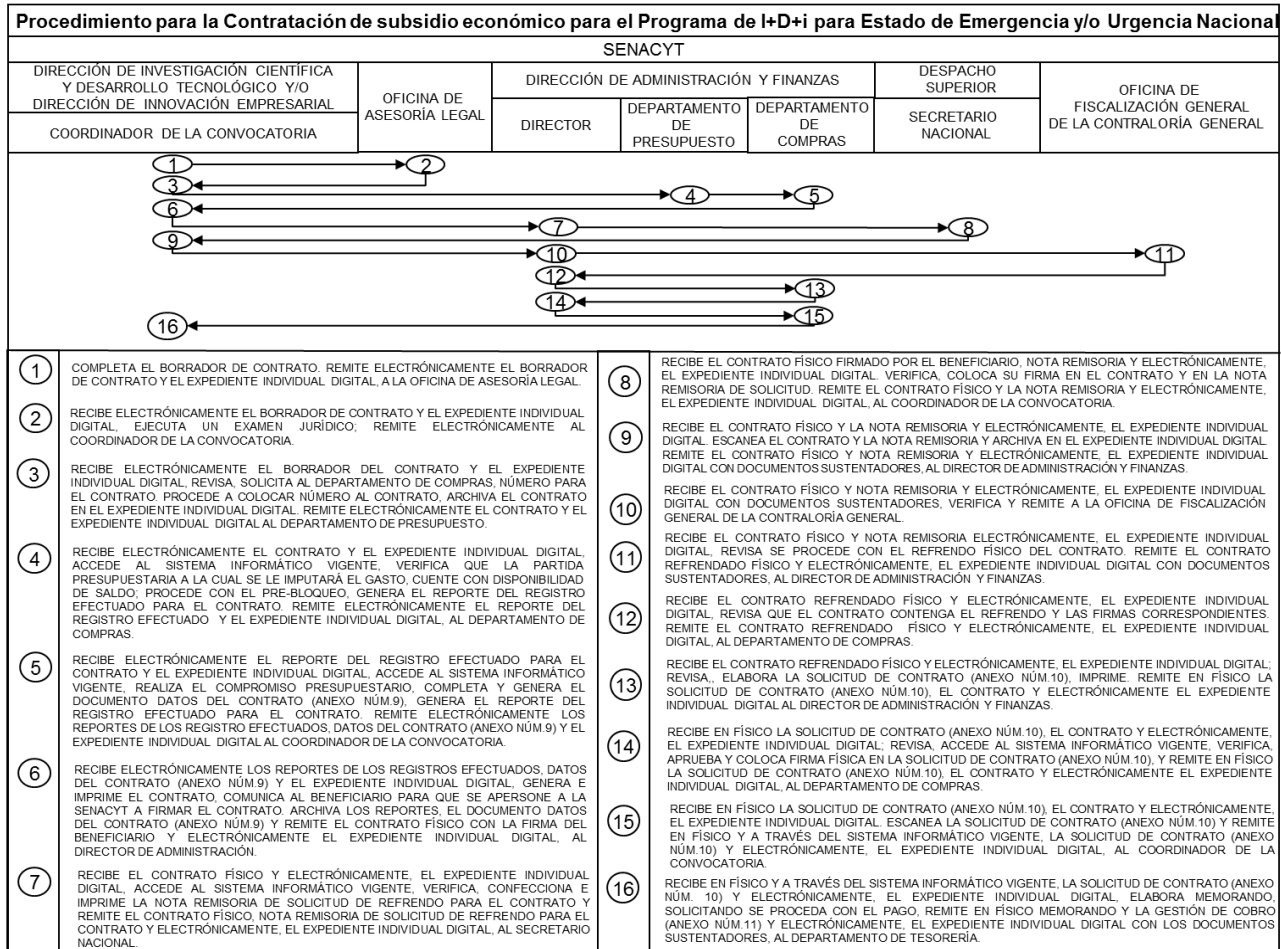 Procedimiento para la Contratación de subsidio económico para el Programa de I+D+i para Estado de Emergencia y/o Urgencia Nacional
SENACYT
DIRECCIÓN DE INVESTIGACIÓN CIENTÍFICA
Y DESARROLLO TECNOLÓGICO Y/O
DIRECCIÓN DE INNOVACIÓN EMPRESARIAL
COORDINADOR DE LA CONVOCATORIA
OFICINA DE
ASESORÍA LEGAL
DIRECCIÓN DE ADMINISTRACIÓN Y FINANZAS
DIRECTOR
DEPARTAMENTO
DE
PRESUPUESTO
DEPARTAMENTO
DE
COMPRAS
DESPACHO
SUPERIOR
SECRETARIO
NACIONAL
OFICINA DE
FISCALIZACIÓN GENERAL
DE LA CONTRALORÍA GENERAL
1
2
3
4
5
6
7
8
9
10
11
12
13
14
15
16
1
COMPLETA EL BORRADOR DE CONTRATO. REMITE ELECTRÓNICAMENTE EL BORRADOR
DE CONTRATO Y EL EXPEDIENTE INDIVIDUAL DIGITAL, A LA OFICINA DE ASESORÍA LEGAL.
2
RECIBE ELECTRÓNICAMENTE EL BORRADOR DE CONTRATO Y EL EXPEDIENTE INDIVIDUAL
DIGITAL, EJECUTA UN EXAMEN JURÍDICO; REMITE ELECTRÓNICAMENTE AL
COORDINADOR DE LA CONVOCATORIA.
3
RECIBE ELECTRÓNICAMENTE EL BORRADOR DEL CONTRATO Y EL EXPEDIENTE
INDIVIDUAL DIGITAL, REVISA, SOLICITA AL DEPARTAMENTO DE COMPRAS, NÚMERO PARA
EL CONTRATO. PROCEDE A COLOCAR NÚMERO AL CONTRATO, ARCHIVA EL CONTRATO
EN EL EXPEDIENTE INDIVIDUAL DIGITAL. REMITE ELECTRÓNICAMENTE EL CONTRATO Y EL
EXPEDIENTE INDIVIDUAL DIGITAL AL DEPARTAMENTO DE PRESUPUESTO.
4
RECIBE ELECTRÓNICAMENTE EL CONTRATO Y EL EXPEDIENTE INDIVIDUAL DIGITAL,
ACCEDE AL SISTEMA INFORMÁTICO VIGENTE, VERIFICA QUE LA PARTIDA
PRESUPUESTARIA A LA CUAL SE LE IMPUTARÁ EL GASTO, CUENTE CON DISPONIBILIDAD
DE SALDO; PROCEDE CON EL PRE-BLOQUEO, GENERA EL REPORTE DEL REGISTRO
EFECTUADO PARA EL CONTRATO. REMITE ELECTRÓNICAMENTE EL REPORTE DEL
REGISTRO EFECTUADO Y EL EXPEDIENTE INDIVIDUAL DIGITAL, AL DEPARTAMENTO DE
COMPRAS.
5
RECIBE ELECTRÓNICAMENTE EL REPORTE DEL REGISTRO EFECTUADO PARA EL
CONTRATO Y EL EXPEDIENTE INDIVIDUAL DIGITAL, ACCEDE AL SISTEMA INFORMÁTICO
VIGENTE, REALIZA EL COMPROMISO PRESUPUESTARIO, COMPLETA Y GENERA EL
DOCUMENTO DATOS DEL CONTRATO (ANEXO NÚM.9), GENERA EL REPORTE DEL
REGISTRO EFECTUADO PARA EL CONTRATO. REMITE ELECTRÓNICAMENTE LOS
REPORTES DE LOS REGISTRO EFECTUADOS, DATOS DEL CONTRATO (ANEXO NÚM.9) Y EL
EXPEDIENTE INDIVIDUAL DIGITAL AL COORDINADOR DE LA CONVOCATORIA.
6
RECIBE ELECTRÓNICAMENTE LOS REPORTES DE LOS REGISTROS EFECTUADOS, DATOS
DEL CONTRATO (ANEXO NÚM.9) Y EL EXPEDIENTE INDIVIDUAL DIGITAL, GENERA E
IMPRIME EL CONTRATO, COMUNICA AL BENEFICIARIO PARA QUE SE APERSONE A LA
SENACYT A FIRMAR EL CONTRATO. ARCHIVA LOS REPORTES, EL DOCUMENTO DATOS
DEL CONTRATO (ANEXO NÚM.9) Y REMITE EL CONTRATO FÍSICO CON LA FIRMA DEL
BENEFICIARIO Y ELECTRÓNICAMENTE EL EXPEDIENTE INDIVIDUAL DIGITAL, AL
DIRECTOR DE ADMINISTRACIÓN.
7
RECIBE EL CONTRATO FÍSICO Y ELECTRÓNICAMENTE, EL EXPEDIENTE INDIVIDUAL
DIGITAL, ACCEDE AL SISTEMA INFORMÁTICO VIGENTE, VERIFICA, CONFECCIONA E
IMPRIME LA NOTA REMISORIA DE SOLICITUD DE REFRENDO PARA EL CONTRATO Y
REMITE EL CONTRATO FÍSICO, NOTA REMISORIA DE SOLICITUD DE REFRENDO PARA EL
CONTRATO Y ELECTRÓNICAMENTE, EL EXPEDIENTE INDIVIDUAL DIGITAL, AL SECRETARIO
NACIONAL.
8
RECIBE EL CONTRATO FÍSICO FIRMADO POR EL BENEFICIARIO, NOTA REMISORIA Y ELECTRÓNICAMENTE,
EL EXPEDIENTE INDIVIDUAL DIGITAL. VERIFICA, COLOCA SU FIRMA EN EL CONTRATO Y EN LA NOTA
REMISORIA DE SOLICITUD. REMITE EL CONTRATO FÍSICO Y LA NOTA REMISORIA Y ELECTRÓNICAMENTE,
EL EXPEDIENTE INDIVIDUAL DIGITAL, AL COORDINADOR DE LA CONVOCATORIA.
9
RECIBE EL CONTRATO FÍSICO Y LA NOTA REMISORIA Y ELECTRÓNICAMENTE, EL EXPEDIENTE INDIVIDUAL
DIGITAL. ESCANEA EL CONTRATO Y LA NOTA REMISORIA Y ARCHIVA EN EL EXPEDIENTE INDIVIDUAL DIGITAL.
REMITE EL CONTRATO FÍSICO Y NOTA REMISORIA Y ELECTRÓNICAMENTE, EL EXPEDIENTE INDIVIDUAL
DIGITAL CON DOCUMENTOS SUSTENTADORES, AL DIRECTOR DE ADMINISTRACIÓN Y FINANZAS.
10
RECIBE EL CONTRATO FÍSICO Y NOTA REMISORIA Y ELECTRÓNICAMENTE, EL EXPEDIENTE INDIVIDUAL
DIGITAL CON DOCUMENTOS SUSTENTADORES, VERIFICA Y REMITE A LA OFICINA DE FISCALIZACIÓN
GENERAL DE LA CONTRALORÍA GENERAL.
11
RECIBE EL CONTRATO FÍSICO Y NOTA REMISORIA ELECTRÓNICAMENTE, EL EXPEDIENTE INDIVIDUAL
DIGITAL, REVISA SE PROCEDE CON EL REFRENDO FÍSICO DEL CONTRATO. REMITE EL CONTRATO
REFRENDADO FÍSICO Y ELECTRÓNICAMENTE, EL EXPEDIENTE INDIVIDUAL DIGITAL CON DOCUMENTOS
SUSTENTADORES, AL DIRECTOR DE ADMINISTRACIÓN Y FINANZAS.
12
RECIBE EL CONTRATO REFRENDADO FÍSICO Y ELECTRÓNICAMENTE, EL EXPEDIENTE INDIVIDUAL
DIGITAL, REVISA QUE EL CONTRATO CONTENGA EL REFRENDO Y LAS FIRMAS CORRESPONDIENTES.
REMITE EL CONTRATO REFRENDADO FÍSICO Y ELECTRÓNICAMENTE, EL EXPEDIENTE INDIVIDUAL
DIGITAL, AL DEPARTAMENTO DE COMPRAS.
13
RECIBE EL CONTRATO REFRENDADO FÍSICO Y ELECTRÓNICAMENTE, EL EXPEDIENTE INDIVIDUAL DIGITAL;
REVISA,, ELABORA LA SOLICITUD DE CONTRATO (ANEXO NÚM.10), IMPRIME. REMITE EN FÍSICO LA
SOLICITUD DE CONTRATO (ANEXO NÚM.10), EL CONTRATO Y ELECTRÓNICAMENTE EL EXPEDIENTE
INDIVIDUAL DIGITAL AL DIRECTOR DE ADMINISTRACIÓN Y FINANZAS.
14
RECIBE EN FÍSICO LA SOLICITUD DE CONTRATO (ANEXO NÚM.10), EL CONTRATO Y ELECTRÓNICAMENTE,
EL EXPEDIENTE INDIVIDUAL DIGITAL; REVISA, ACCEDE AL SISTEMA INFORMÁTICO VIGENTE, VERIFICA,
APRUEBA Y COLOCA FIRMA FÍSICA EN LA SOLICITUD DE CONTRATO (ANEXO NÚM.10), Y REMITE EN FÍSICO
LA SOLICITUD DE CONTRATO (ANEXO NÚM.10), EL CONTRATO Y ELECTRÓNICAMENTE EL EXPEDIENTE
INDIVIDUAL DIGITAL, AL DEPARTAMENTO DE COMPRAS.
15
RECIBE EN FÍSICO LA SOLICITUD DE CONTRATO (ANEXO NÚM.10), EL CONTRATO Y ELECTRÓNICAMENTE,
EL EXPEDIENTE INDIVIDUAL DIGITAL. ESCANEA LA SOLICITUD DE CONTRATO (ANEXO NÚM.10) Y REMITE
EN FÍSICO Y A TRAVÉS DEL SISTEMA INFORMÁTICO VIGENTE, LA SOLICITUD DE CONTRATO (ANEXO
NÚM.10) Y ELECTRÓNICAMENTE, EL EXPEDIENTE INDIVIDUAL DIGITAL, AL COORDINADOR DE LA
CONVOCATORIA.
16
RECIBE EN FÍSICO Y A TRAVÉS DEL SISTEMA INFORMÁTICO VIGENTE, LA SOLICITUD DE CONTRATO (ANEXO
NÚM. 10) Y ELECTRÓNICAMENTE, EL EXPEDIENTE INDIVIDUAL DIGITAL, ELABORA MEMORANDO,
SOLICITANDO SE PROCEDA CON EL PAGO, REMITE EN FÍSICO MEMORANDO Y LA GESTIÓN DE COBRO
(ANEXO NÚM.11) Y ELECTRÓNICAMENTE, EL EXPEDIENTE INDIVIDUAL DIGITAL CON LOS DOCUMENTOS
SUSTENTADORES, AL DEPARTAMENTO DE TESORERÍA.